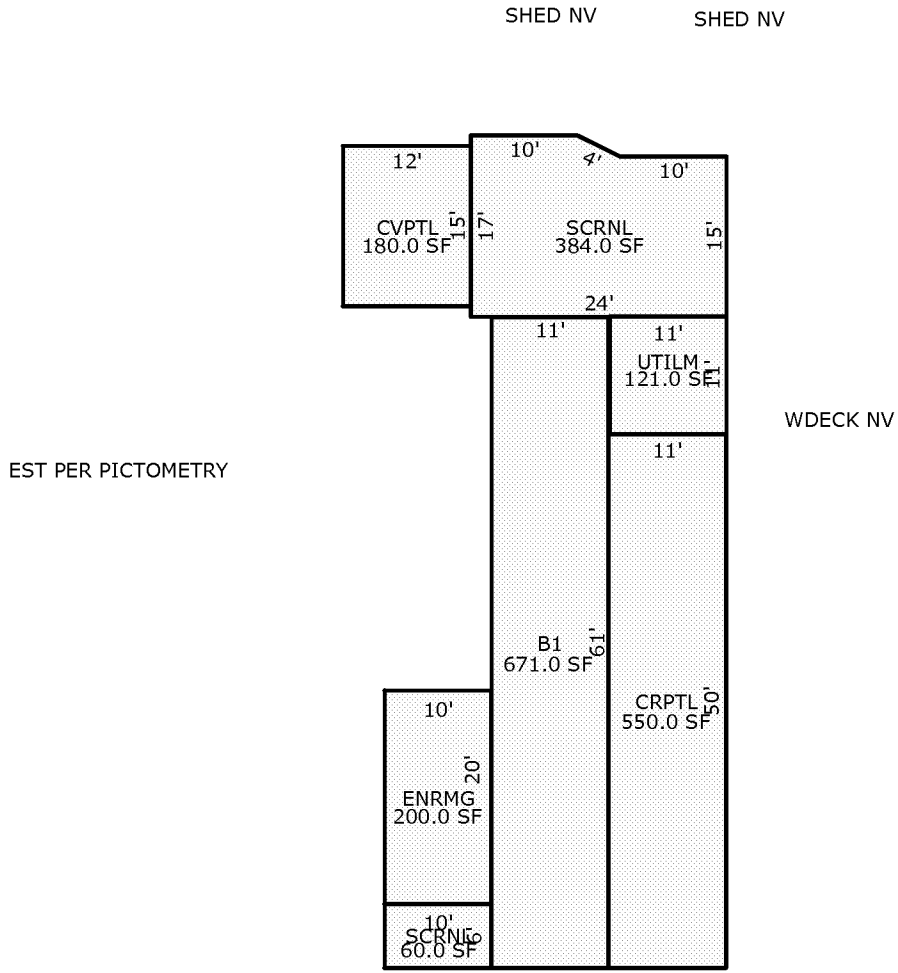 SHED NV
SHED NV
10'
4'
12'
10'
CVPTL
180.0 SF
15'
17'
SCRNL
384.0 SF
15'
24'
11'
11'
UTILM -
121.0 SF
11'
WDECK NV
11'
EST PER PICTOMETRY
B1
671.0 SF
61'
CRPTL
550.0 SF
50'
10'
20'
ENRMG
200.0 SF
10'
SCRNL
60.0 SF
6'